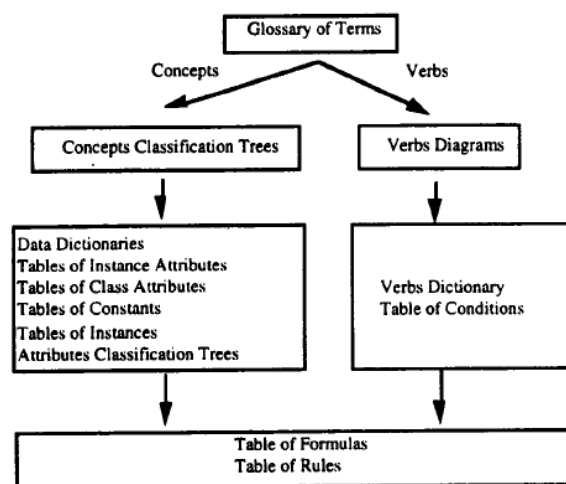 Glossary of Terms
Concepts
Verbs
Concepts Classification Trees
Verbs Diagrams
Data Dictionaries
Tables of Instance Attributes
Tables of Class Attributes
Tables of Constants
Tables of Instances
Attributes Classification Trees
Verbs Dictionary
Table of Conditions
Table of Formulas
Table of Rules